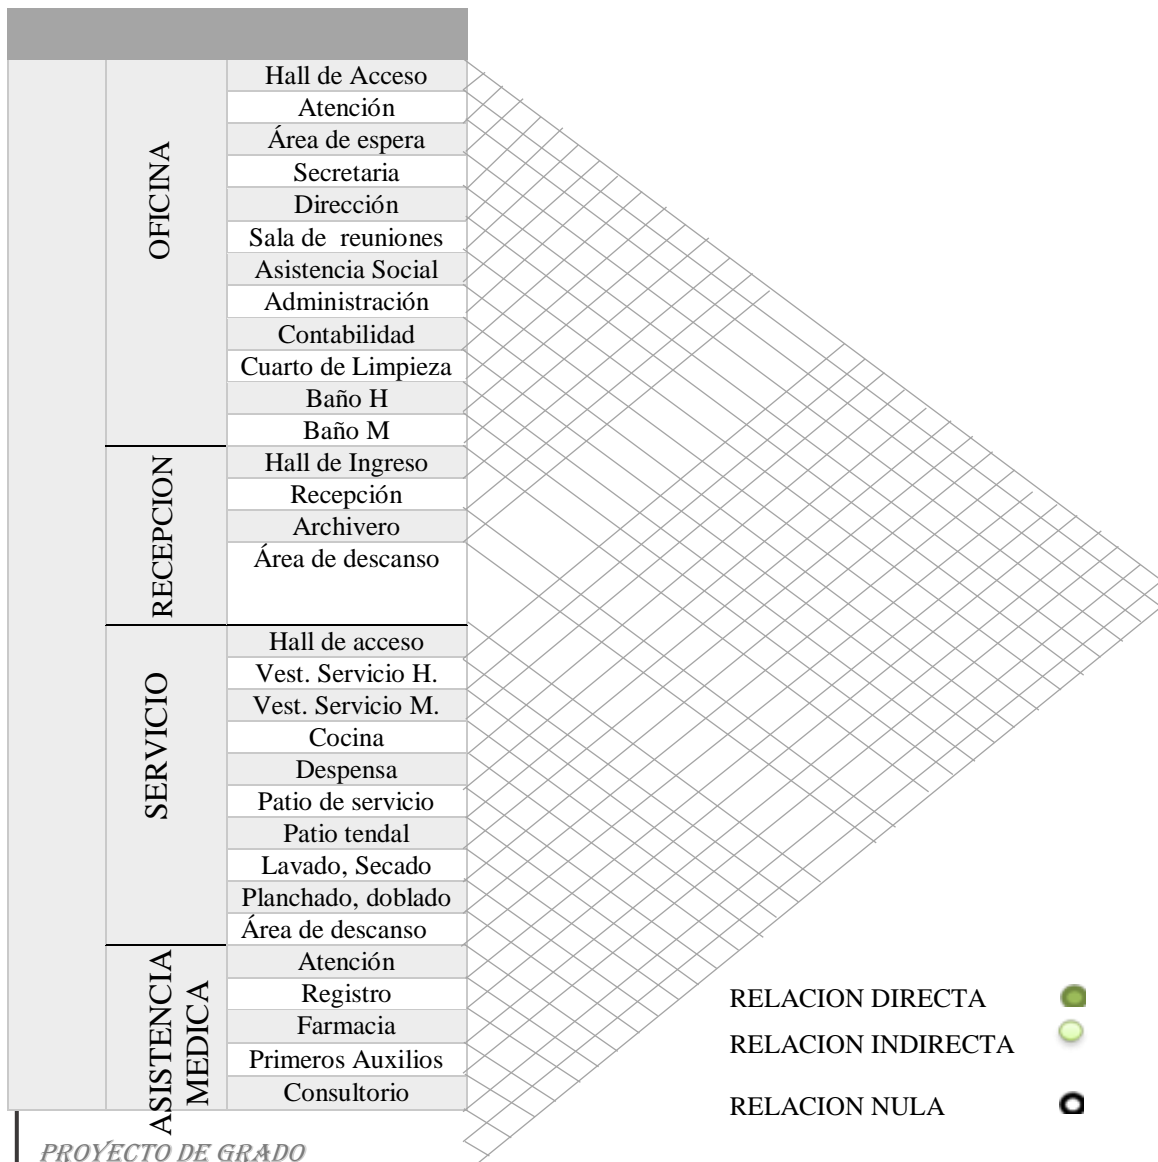 OFICINA
Hall de Acceso
Atención
Área de espera
Secretaria
Dirección
Sala de  reuniones
Asistencia Social
Administración
Contabilidad
Cuarto de Limpieza
Baño H
Baño M
RECEPCION
Hall de Ingreso
Recepción
Archivero
Área de descanso
SERVICIO
Hall de acceso
Vest. Servicio H.
Vest. Servicio M.
Cocina
Despensa
Patio de servicio
Patio tendal
Lavado, Secado
Planchado, doblado
Área de descanso
ASISTENCIA
MEDICA
Atención
Registro
Farmacia
Primeros Auxilios
Consultorio
RELACION DIRECTA
RELACION INDIRECTA
RELACION NULA
PROYECTO DE GRADO